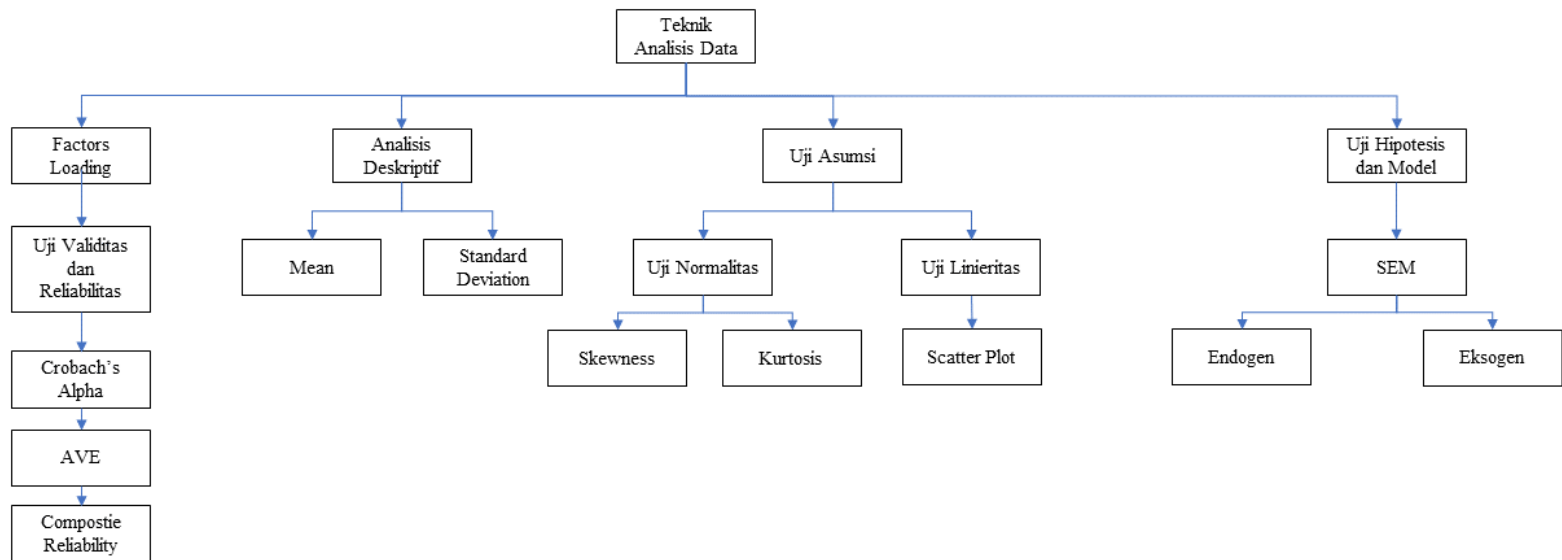 Teknik
Analisis Data
Factors
Loading
Analisis
Deskriptif
Uji Asumsi
Uji Hipotesis
dan Model
Uji Validitas
dan
Reliabilitas
Mean
Standard
Deviation
Uji Normalitas
Uji Linieritas
SEM
Skewness
Kurtosis
Scatter Plot
Endogen
Eksogen
Crobach's
Alpha
AVE
Compostie
Reliability